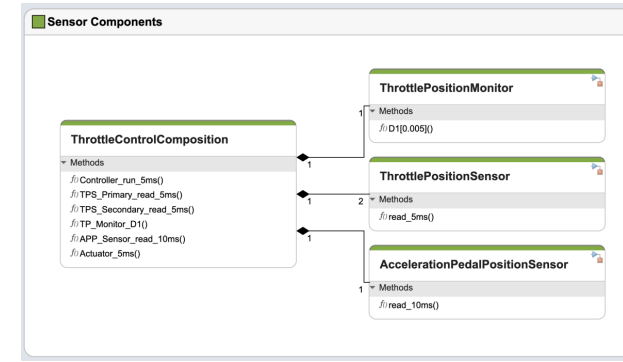 Sensor Components
ThrottleControlComposition
Methods
f()Controller_run_5ms()
f()TPS_Primary_read_5ms()
f()TPS_Secondary_read_5ms()
f()TP_Monitor_D1()
f()APP_Sensor_read_10ms()
f()Actuator_5ms()
1
1
ThrottlePositionMonitor
Methods
f()D1[0.005]()
1
2
ThrottlePositionSensor
Methods
f()read_5ms()
1
1
AccelerationPedalPositionSensor
Methods
f()read_10ms()